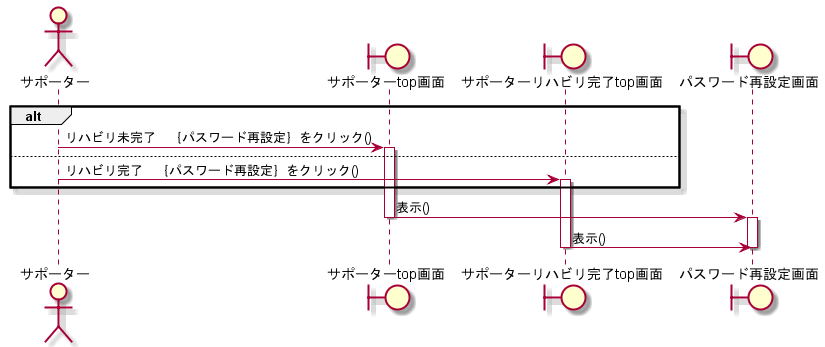 サポーター
サポーターtop画面
サポーターリハビリ完了top画面
パスワード再設定画面
alt
リハビリ未完了　｛パスワード再設定｝をクリック()
リハビリ完了　｛パスワード再設定｝をクリック()
表示()
表示()
サポーター
サポーターtop画面
サポーターリハビリ完了top画面
パスワード再設定画面